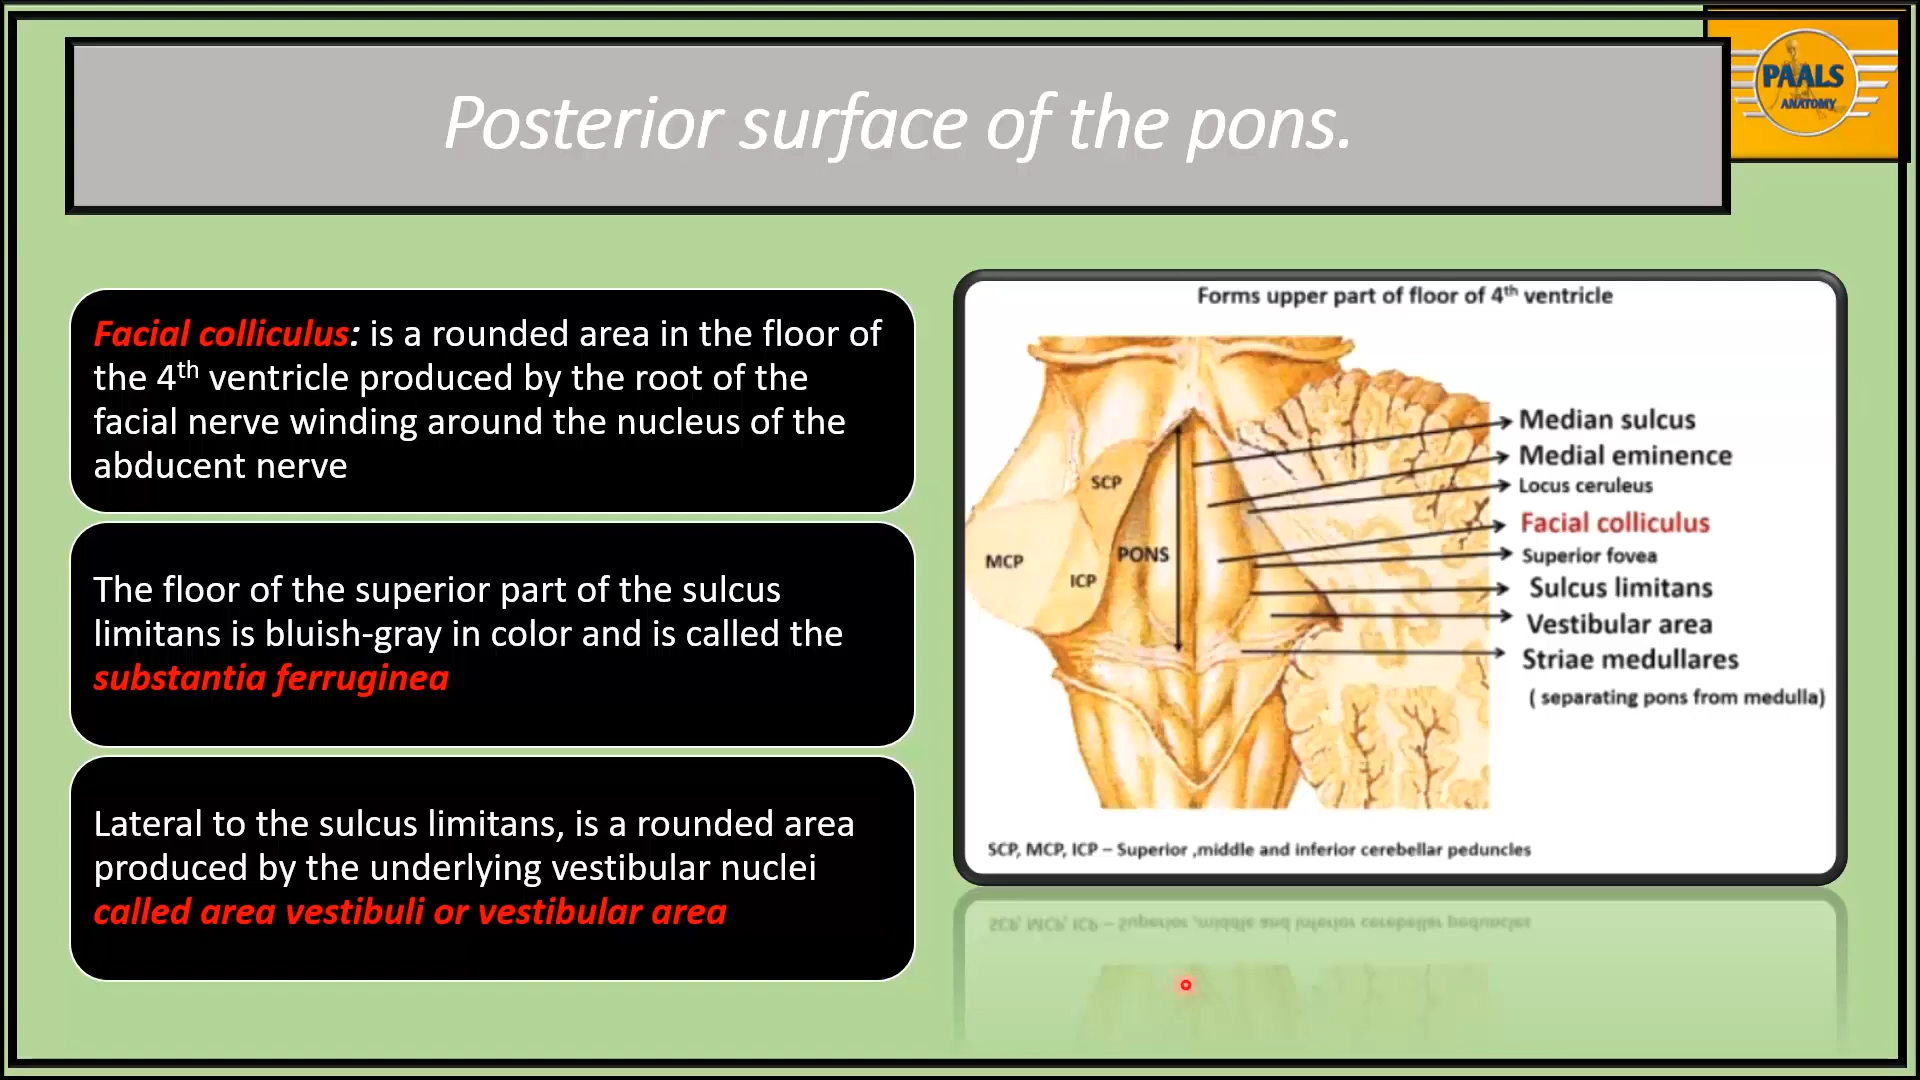 Posterior surface of the pons.
PAALS
ANATOMY
Facial colliculus: is a rounded area in the floor of
the 4th ventricle produced by the root of the
facial nerve winding around the nucleus of the
abducent nerve
The floor of the superior part of the sulcus
limitans is bluish-gray in color and is called the
substantia ferruginea
Lateral to the sulcus limitans, is a rounded area
produced by the underlying vestibular nuclei
called area vestibuli or vestibular area
Forms upper part of floor of 4th ventricle
Median sulcus
Medial eminence
Locus ceruleus
Facial colliculus
Superior fovea
Sulcus limitans
Vestibular area
Striae medullares
( separating pons from medulla)
SCP
PONS
MCP
ICP
SCP, MCP, ICP – Superior ,middle and inferior cerebellar peduncles